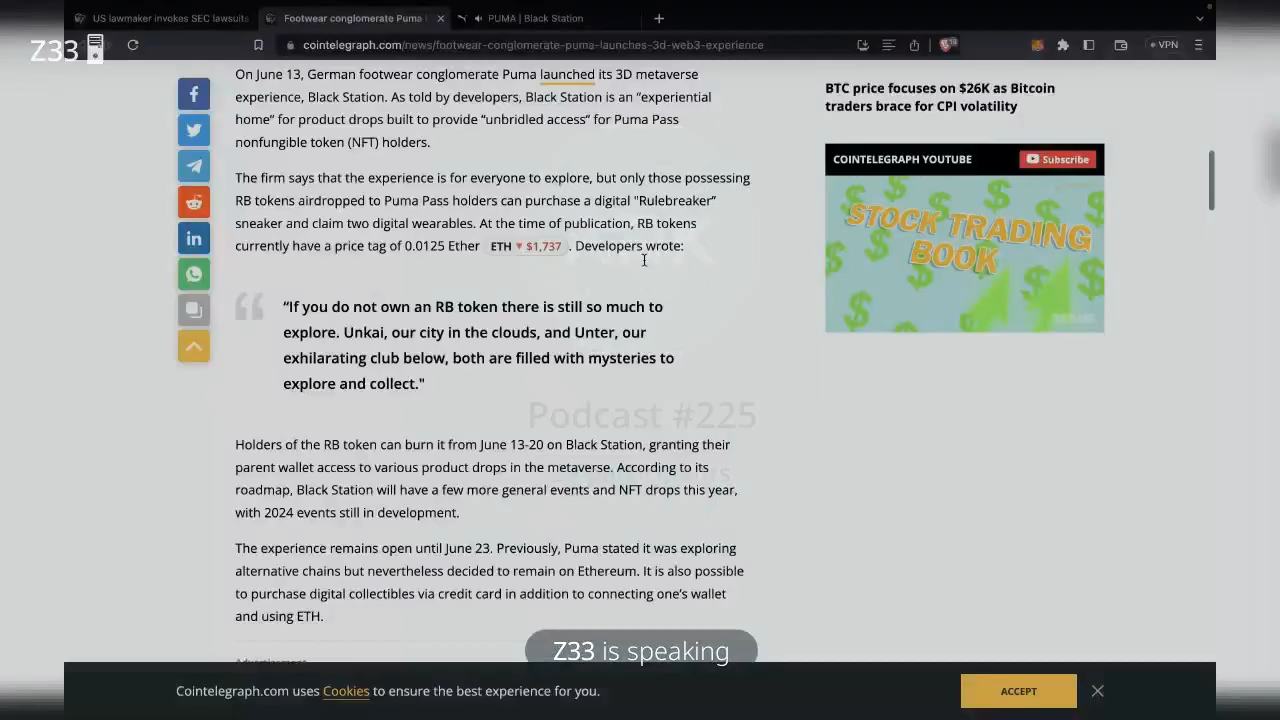 US lawmaker invokes SEC lawsuits
Footwear conglomerate Puma
PUMA | Black Station
Z33
cointelegraph.com/news/footwear-conglomerate-puma-launches-3d-web3-experience
VPN
On June 13, German footwear conglomerate Puma launched its 3D metaverse
experience, Black Station. As told by developers, Black Station is an “experiential
home” for product drops built to provide “unbridled access” for Puma Pass
nonfungible token (NFT) holders.
The firm says that the experience is for everyone to explore, but only those possessing
RB tokens airdropped to Puma Pass holders can purchase a digital "Rulebreaker”
sneaker and claim two digital wearables. At the time of publication, RB tokens
currently have a price tag of 0.0125 Ether ETH ▼ $1,737 . Developers wrote:
“If you do not own an RB token there is still so much to
explore. Unkai, our city in the clouds, and Unter, our
exhilarating club below, both are filled with mysteries to
explore and collect."
Podcast #225
Holders of the RB token can burn it from June 13-20 on Black Station, granting their
parent wallet access to various product drops in the metaverse. According to its
roadmap, Black Station will have a few more general events and NFT drops this year,
with 2024 events still in development.
The experience remains open until June 23. Previously, Puma stated it was exploring
alternative chains but nevertheless decided to remain on Ethereum. It is also possible
to purchase digital collectibles via credit card in addition to connecting one’s wallet
and using ETH.
BTC price focuses on $26K as Bitcoin
traders brace for CPI volatility
COINTELEGRAPH YOUTUBE
Subscribe
STOCK TRADING
BOOK
Z33 is speaking
Cointelegraph.com uses Cookies to ensure the best experience for you.
ACCEPT